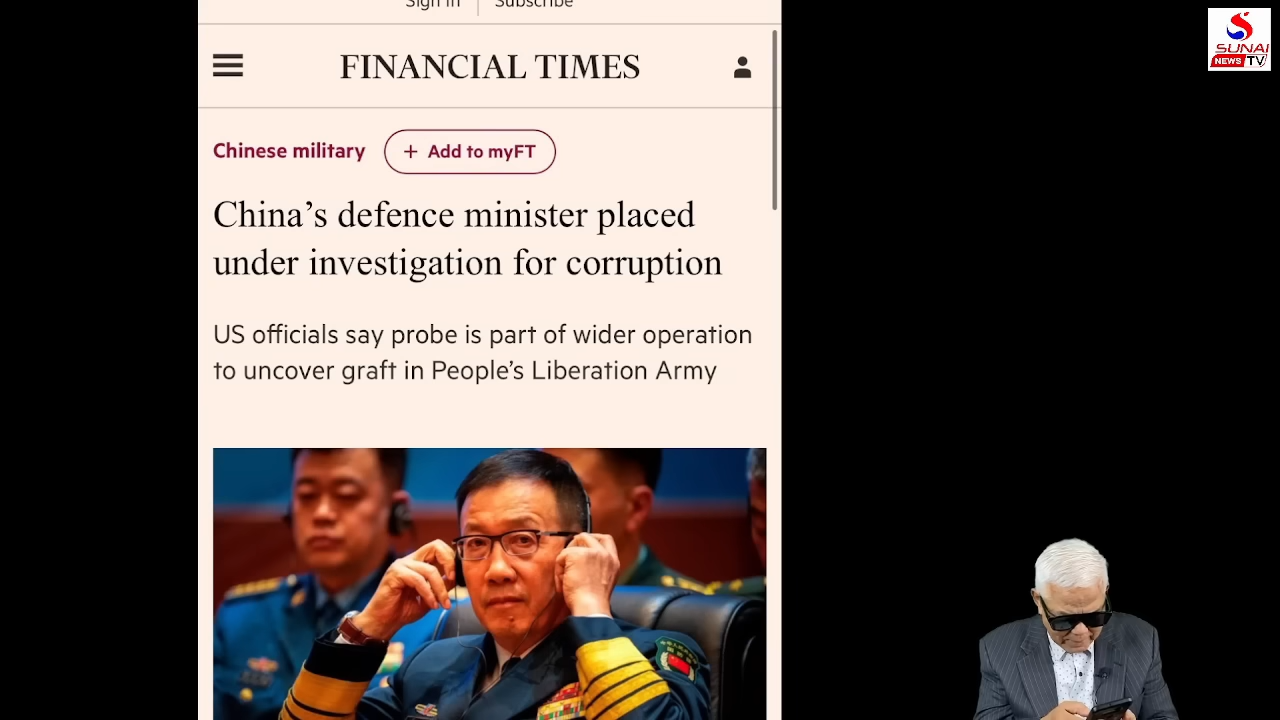 Sign In
Subscribe
FINANCIAL TIMES
Chinese military
+ Add to myFT
China’s defence minister placed
under investigation for corruption
US officials say probe is part of wider operation
to uncover graft in People’s Liberation Army
SUNAI
NEWS TV